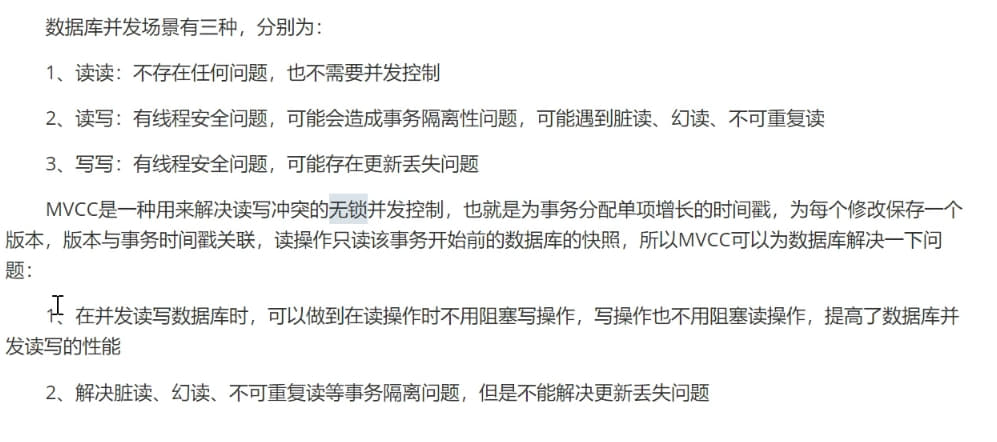 数据库并发场景有三种，分别为：
1、读读：不存在任何问题，也不需要并发控制
2、读写：有线程安全问题，可能会造成事务隔离性问题，可能遇到脏读、幻读、不可重复读
3、写写：有线程安全问题，可能存在更新丢失问题
MVCC是一种用来解决读写冲突的无锁并发控制，也就是为事务分配单项增长的时间戳，为每个修改保存一个
版本，版本与事务时间戳关联，读操作只读该事务开始前的数据库的快照，所以MVCC可以为数据库解决一下问
题：
1、在并发读写数据库时，可以做到在读操作时不用阻塞写操作，写操作也不用阻塞读操作，提高了数据库并
发读写的性能
2、解决脏读、幻读、不可重复读等事务隔离问题，但是不能解决更新丢失问题